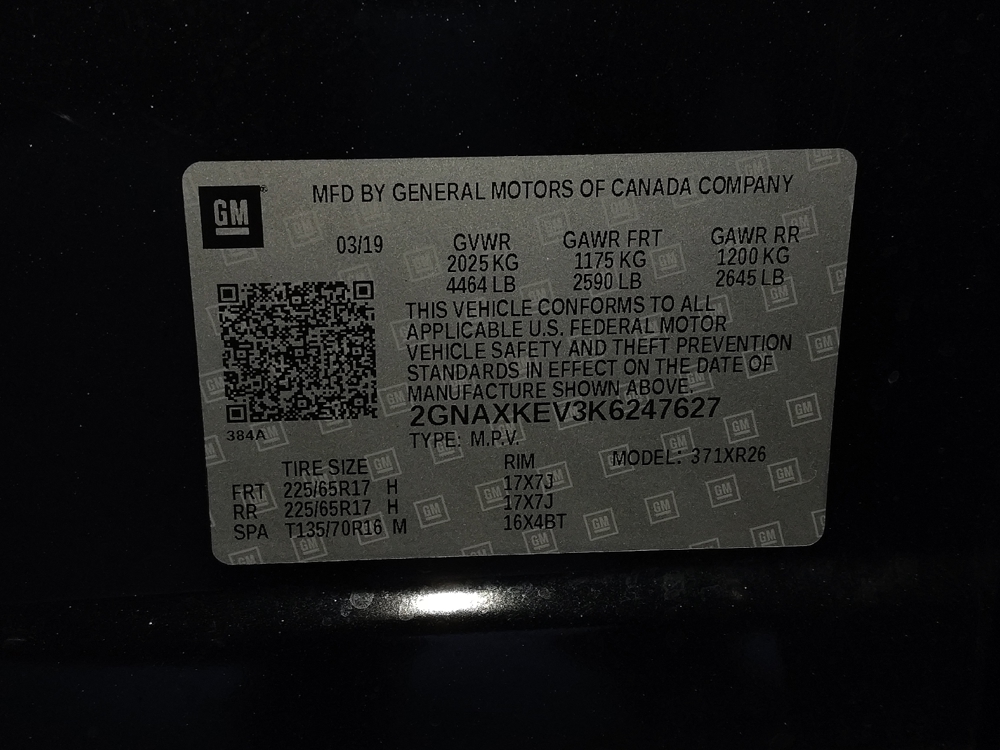 GM
MFD BY GENERAL MOTORS OF CANADA COMPANY
03/19 GVWR GAWR FRT GAWR RR
2025 KG 1175 KG 1200 KG
4464 LB 2590 LB 2645 LB
THIS VEHICLE CONFORMS TO ALL
APPLICABLE U.S. FEDERAL MOTOR
VEHICLE SAFETY AND THEFT PREVENTION
STANDARDS IN EFFECT ON THE DATE OF
MANUFACTURE SHOWN ABOVE.
2GNAXKEV3K6247627
384A
TYPE: M.P.V.
TIRE SIZE RIM MODEL: 371XR26
FRT 225/65R17 H 17X7J
RR 225/65R17 H 17X7J
SPA T135/70R16 M 16X4BT